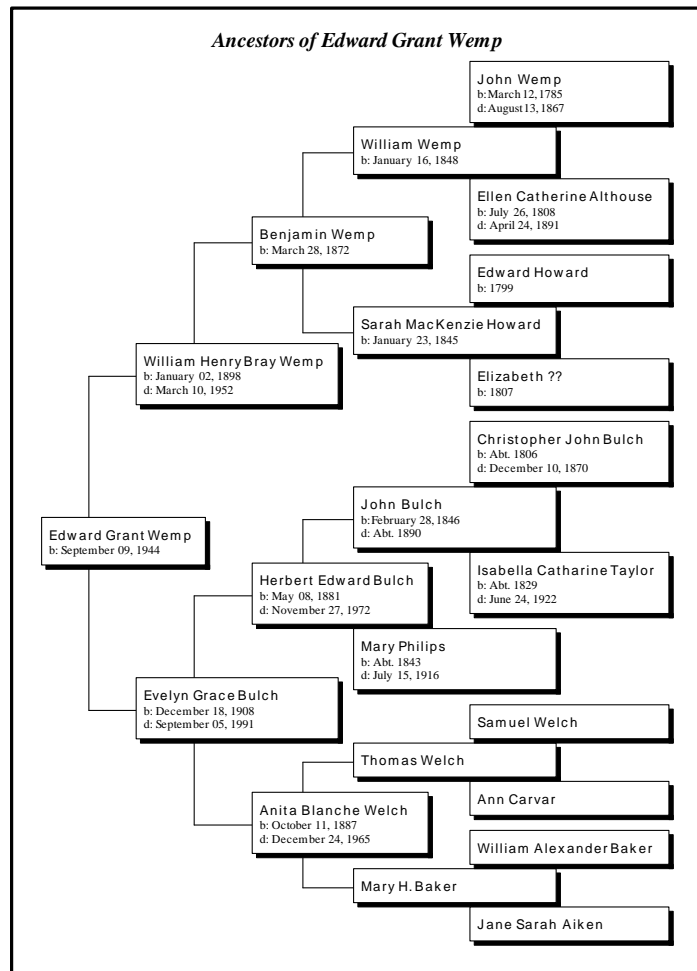 Ancestors of Edward Grant Wemp
John Wemp
b: March 12, 1785
d: August 13, 1867
William Wemp
b: January 16, 1848
Ellen Catherine Althouse
b: July 26, 1808
d: April 24, 1891
Benjamin Wemp
b: March 28, 1872
Edward Howard
b: 1799
Sarah MacKenzie Howard
b: January 23, 1845
William Henry Bray Wemp
b: January 02, 1898
d: March 10, 1952
Elizabeth ??
b: 1807
Christopher John Bulch
b: Abt. 1806
d: December 10, 1870
John Bulch
b: February 28, 1846
d: Abt. 1890
Edward Grant Wemp
b: September 09, 1944
Isabella Catharine Taylor
b: Abt. 1829
d: June 24, 1922
Herbert Edward Bulch
b: May 08, 1881
d: November 27, 1972
Mary Philips
b: Abt. 1843
d: July 15, 1916
Evelyn Grace Bulch
b: December 18, 1908
d: September 05, 1991
Samuel Welch
Thomas Welch
Ann Carvar
Anita Blanche Welch
b: October 11, 1887
d: December 24, 1965
William Alexander Baker
Mary H. Baker
Jane Sarah Aiken